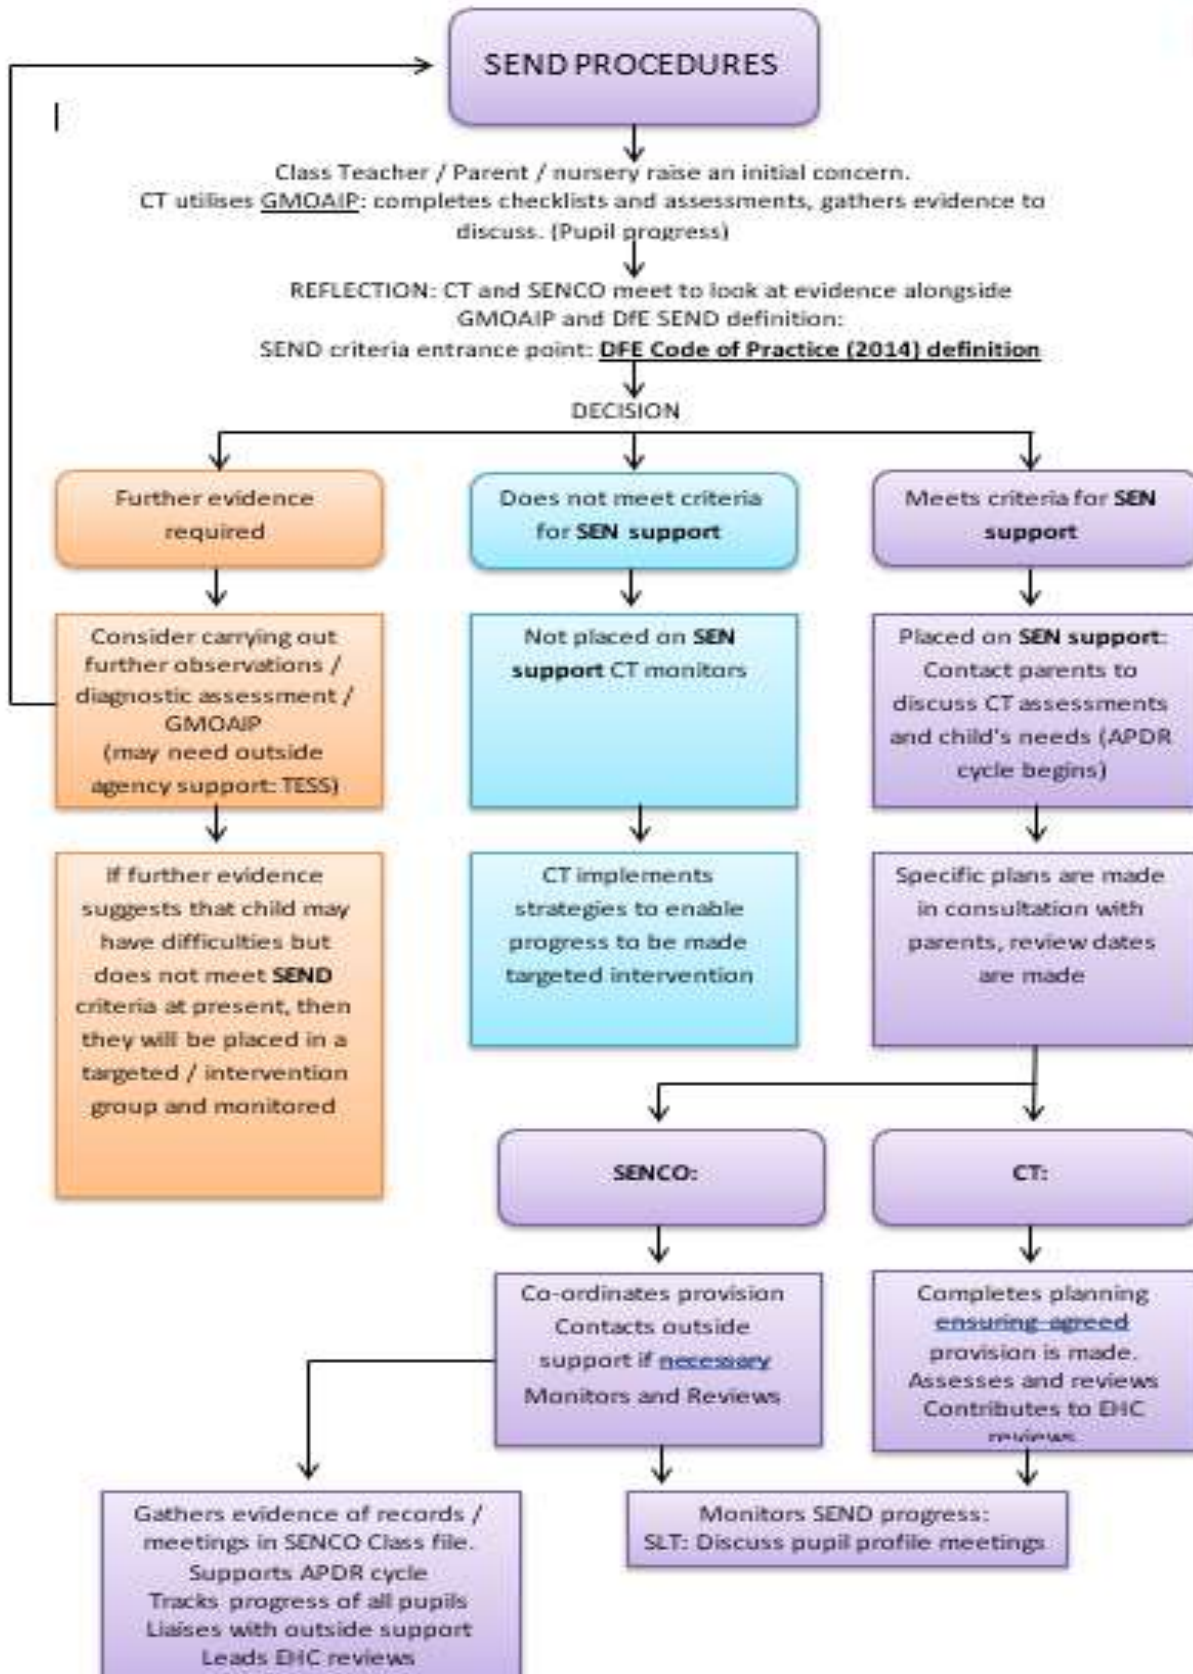 SEND PROCEDURES
Class Teacher / Parent / nursery raise an initial concern.
CT utilises GMOAIP: completes checklists and assessments, gathers evidence to
discuss. (Pupil progress)
REFLECTION: CT and SENCO meet to look at evidence alongside
GMOAIP and DfE SEND definition:
SEND criteria entrance point: DFE Code of Practice (2014) definition
DECISION
Further evidence
required
Does not meet criteria
for SEN support
Meets criteria for SEN
support
Consider carrying out
further observations /
diagnostic assessment /
GMOAIP
(may need outside
agency support: TESS)
Not placed on SEN
support CT monitors
Placed on SEN support:
Contact parents to
discuss CT assessments
and child's needs (APDR
cycle begins)
If further evidence
suggests that child may
have difficulties but
does not meet SEND
criteria at present, then
they will be placed in a
targeted / intervention
group and monitored
CT implements
strategies to enable
progress to be made
targeted intervention
Specific plans are made
in consultation with
parents, review dates
are made
SENCO:
CT:
Co-ordinates provision
Contacts outside
support if necessary
Monitors and Reviews
Completes planning
ensuring agreed
provision is made.
Assesses and reviews
Contributes to EHC
reviews
Gathers evidence of records /
meetings in SENCO Class file.
Supports APDR cycle
Tracks progress of all pupils
Liaises with outside support
Leads EHC reviews
Monitors SEND progress:
SLT: Discuss pupil profile meetings